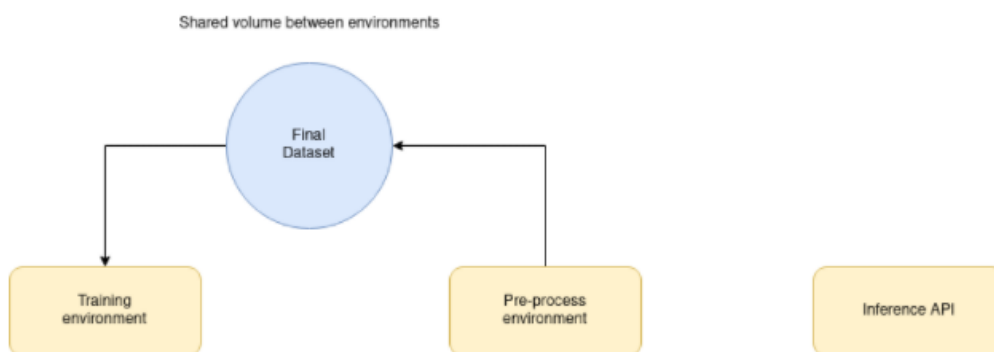 Shared volume between environments
Final
Dataset
Training
environment
Pre-process
environment
Inference API